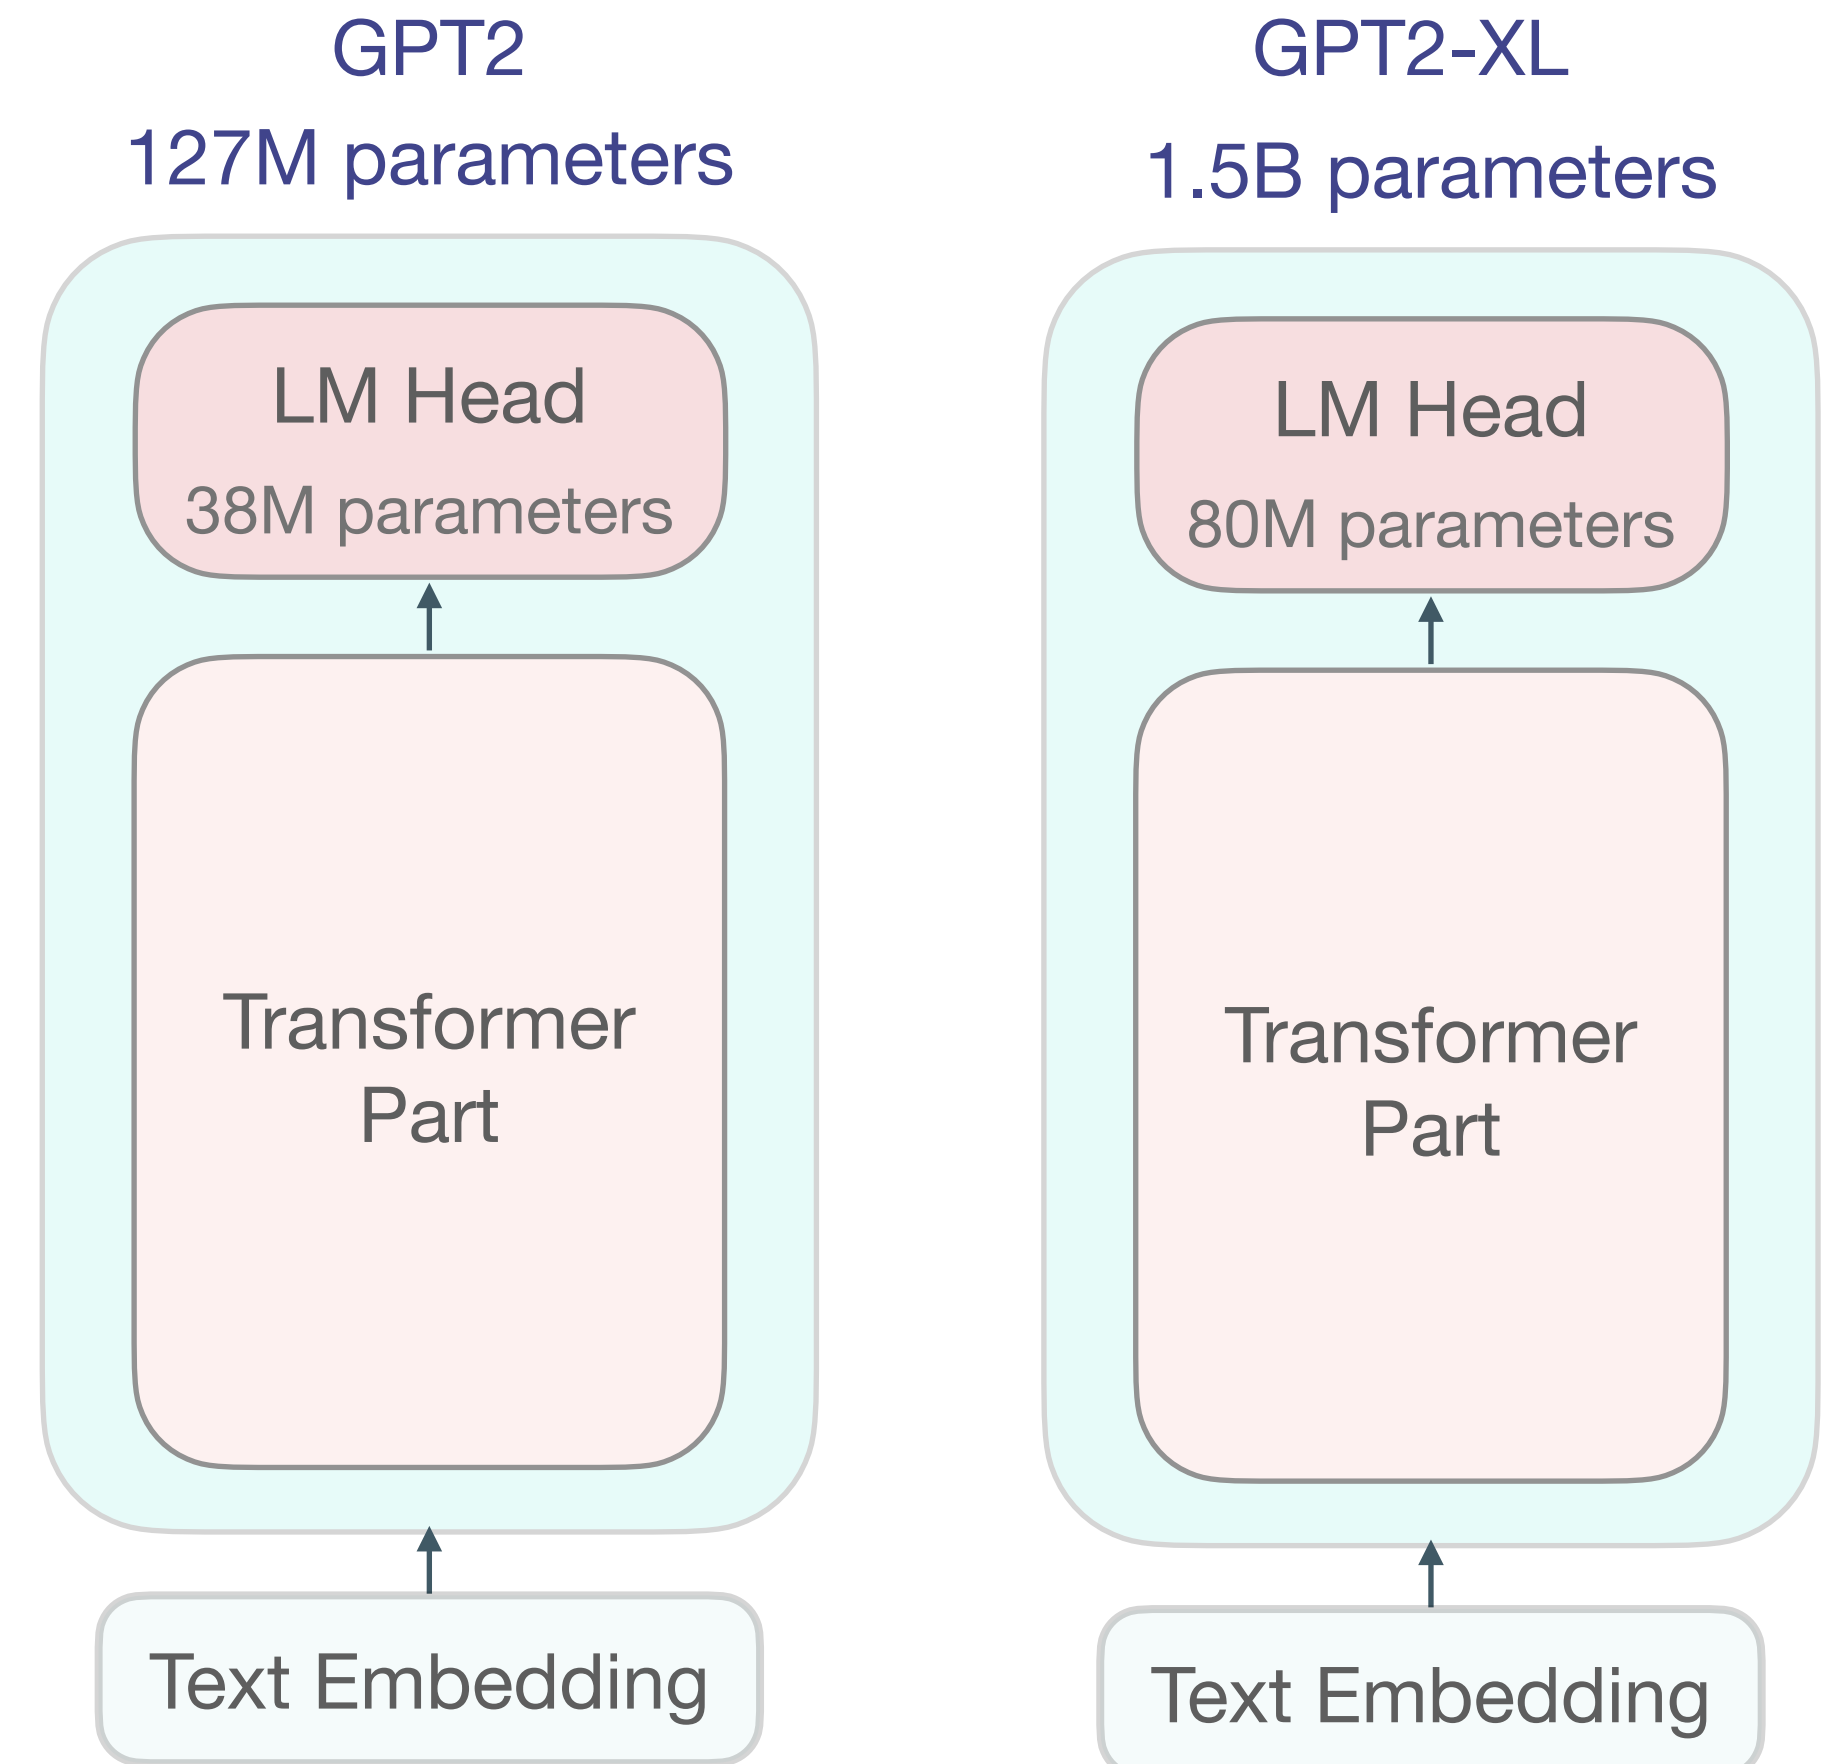 GPT2
127M parameters
LM Head
38M parameters
Transformer
Part
Text Embedding
GPT2-XL
1.5B parameters
LM Head
80M parameters
Transformer
Part
Text Embedding